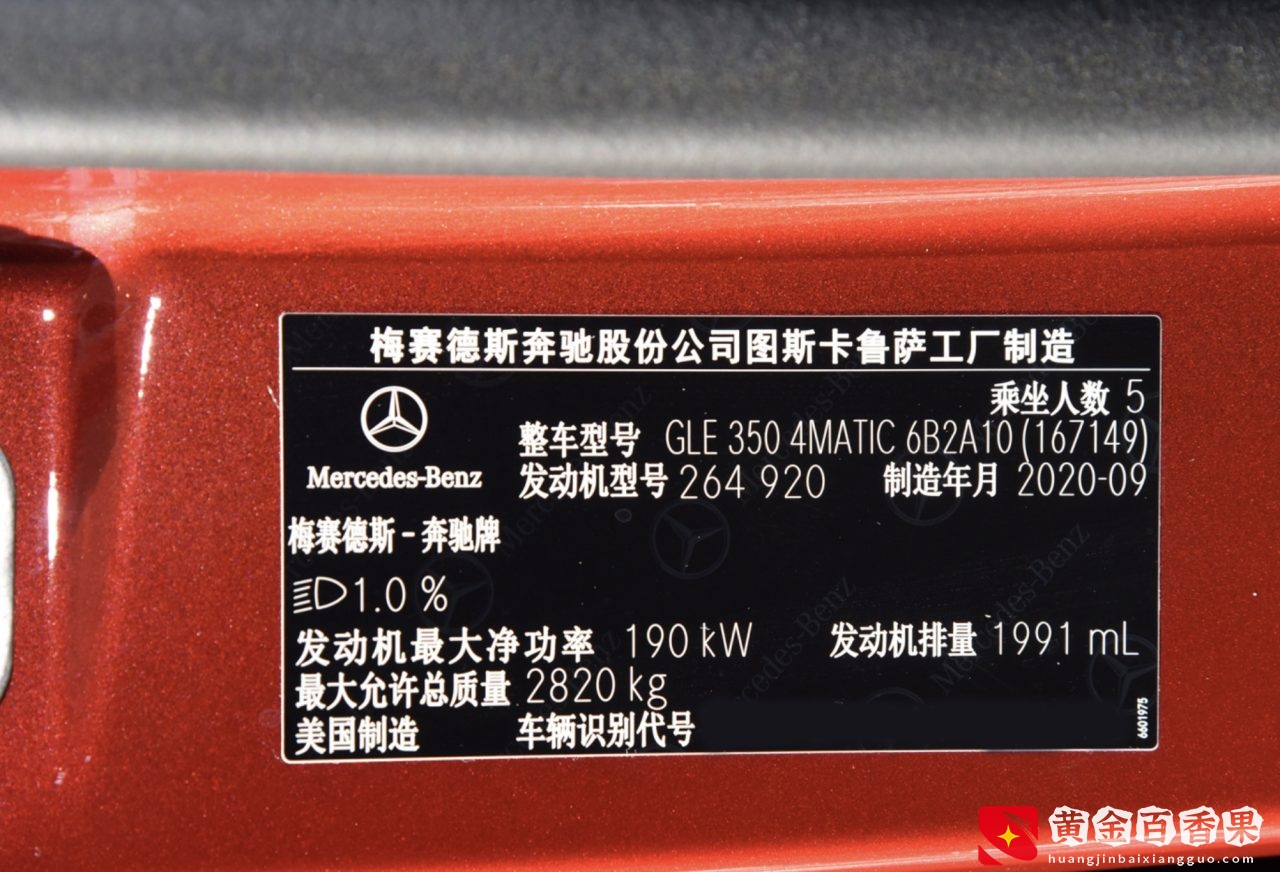 梅赛德斯奔驰股份公司图斯卡鲁萨工厂制造
乘坐人数 5
整车型号 GLE 350 4MATIC 6B2A10 (167149)
Mercedes-Benz
发动机型号 264 920 制造年月 2020-09
梅赛德斯-奔驰牌
1.0 %
发动机最大净功率 190 kW 发动机排量 1991 mL
最大允许总质量 2820 kg
美国制造 车辆识别代号
6601975
黄金百香果
huangjinbaixiangguo.com